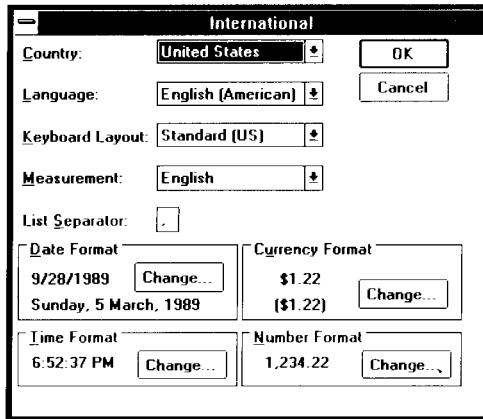 International
Country: United States OK
Language: English (American) Cancel
Keyboard Layout: Standard (US)
Measurement: English
List Separator: ,
Date Format
9/28/1989 Change...
Sunday, 5 March, 1989
Currency Format
$1.22
($1.22)
Change...
Time Format
6:52:37 PM Change...
Number Format
1,234.22 Change...